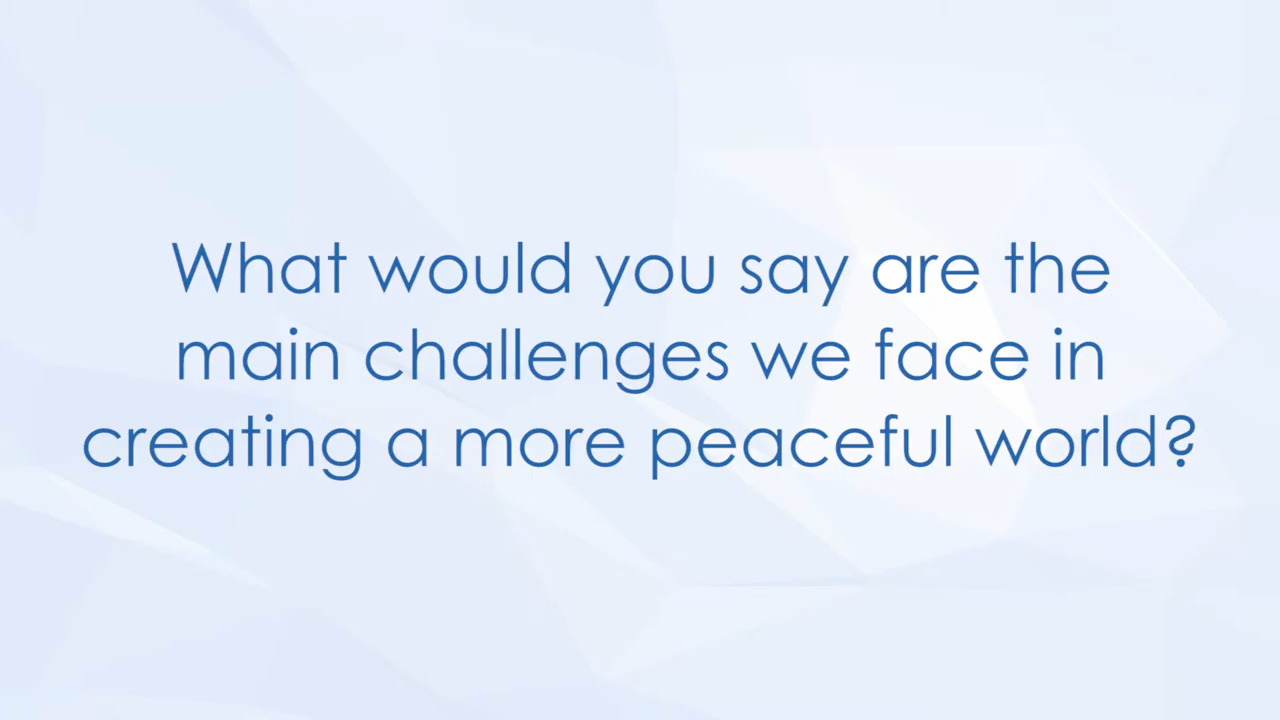 What would you say are the
main challenges we face in
creating a more peaceful world?